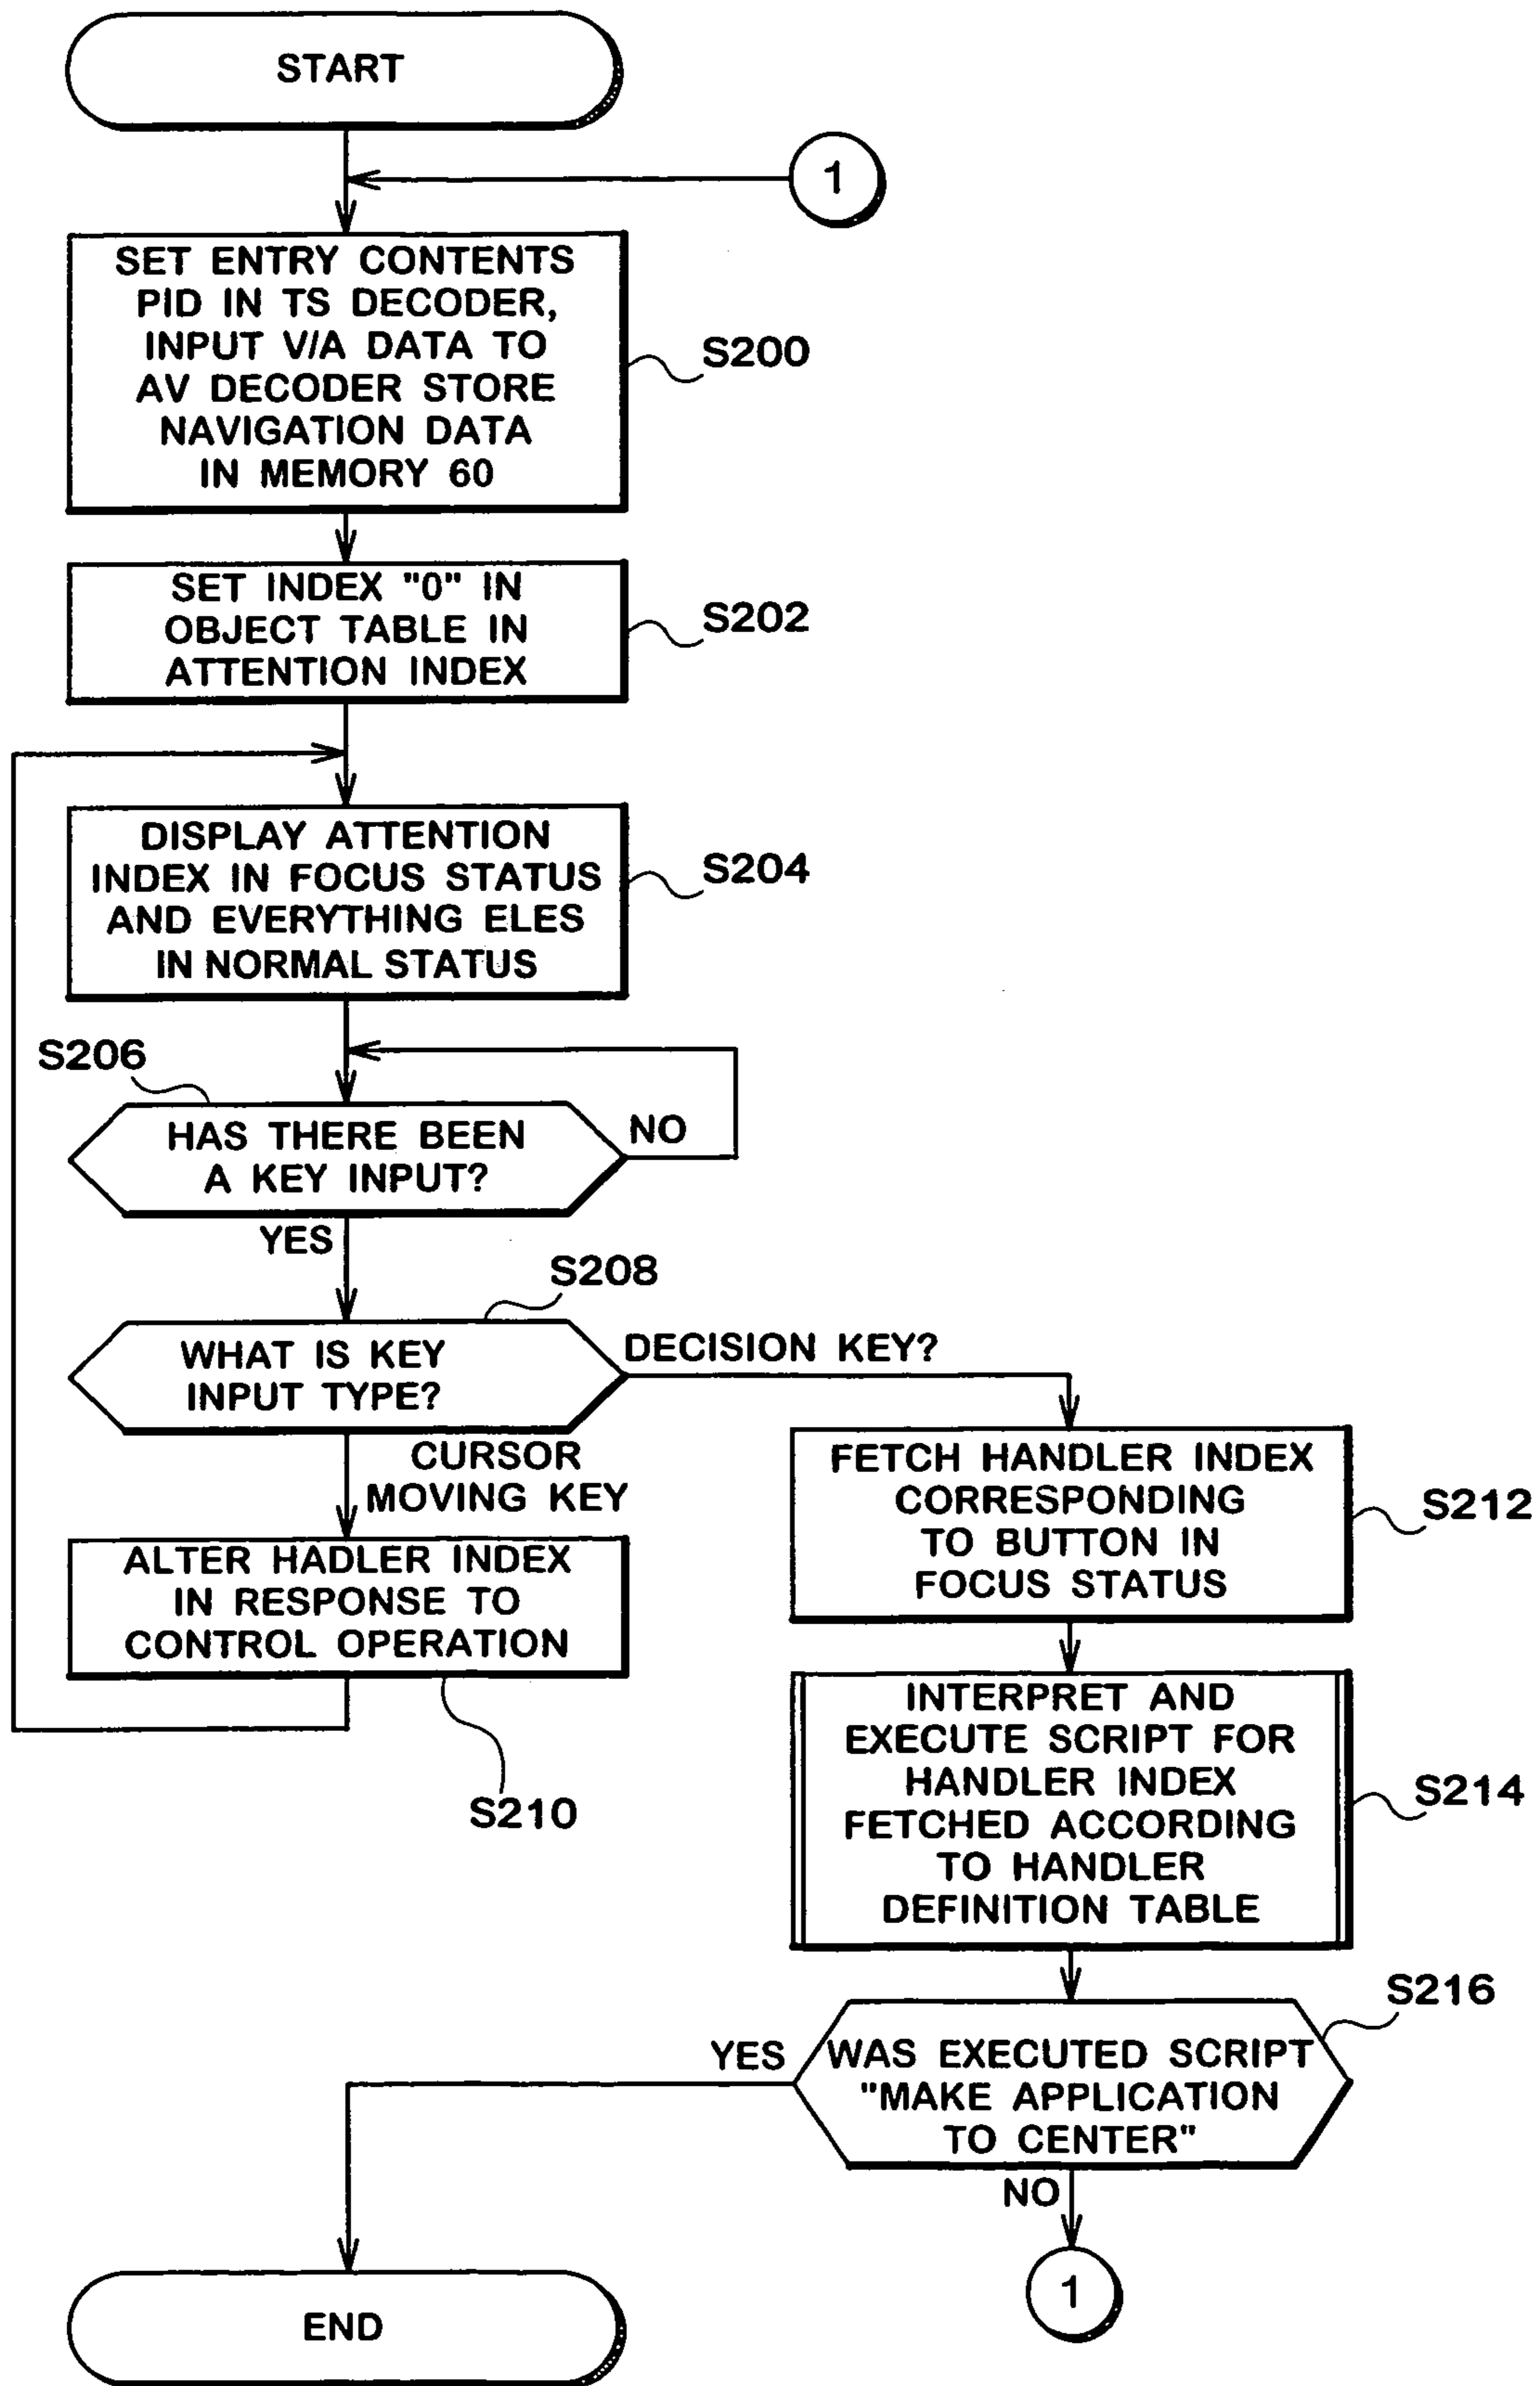 START
1
SET ENTRY CONTENTS
PID IN TS DECODER,
INPUT V/A DATA TO
AV DECODER STORE
NAVIGATION DATA
IN MEMORY 60
S200
SET INDEX "0" IN
OBJECT TABLE IN
ATTENTION INDEX
S202
DISPLAY ATTENTION
INDEX IN FOCUS STATUS
AND EVERYTHING ELES
IN NORMAL STATUS
S204
S206
HAS THERE BEEN
A KEY INPUT?
NO
YES
S208
WHAT IS KEY
INPUT TYPE?
DECISION KEY?
CURSOR
MOVING KEY
ALTER HADLER INDEX
IN RESPONSE TO
CONTROL OPERATION
S210
FETCH HANDLER INDEX
CORRESPONDING
TO BUTTON IN
FOCUS STATUS
S212
INTERPRET AND
EXECUTE SCRIPT FOR
HANDLER INDEX
FETCHED ACCORDING
TO HANDLER
DEFINITION TABLE
S214
S216
WAS EXECUTED SCRIPT
"MAKE APPLICATION
TO CENTER"
YES
NO
1
END